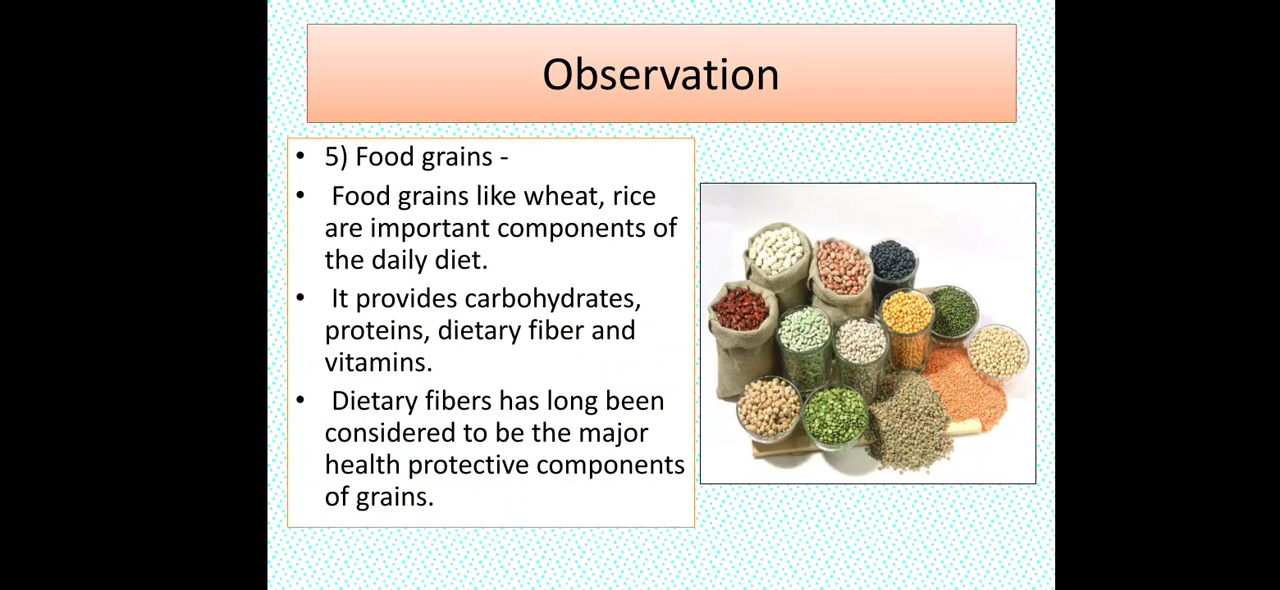 Observation
• 5) Food grains -
• Food grains like wheat, rice
are important components of
the daily diet.
• It provides carbohydrates,
proteins, dietary fiber and
vitamins.
• Dietary fibers has long been
considered to be the major
health protective components
of grains.